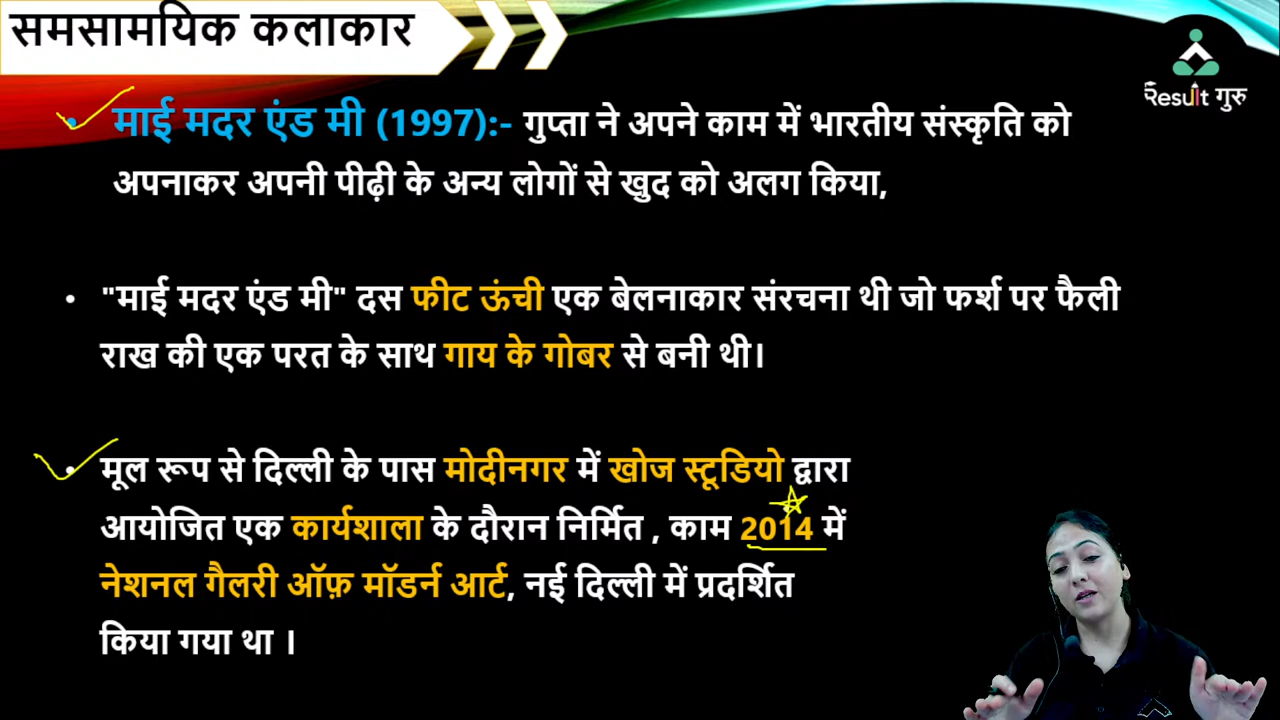 समसामयिक कलाकार
Result गुरु
• माई मदर एंड मी (1997):- गुप्ता ने अपने काम में भारतीय संस्कृति को
अपनाकर अपनी पीढ़ी के अन्य लोगों से खुद को अलग किया,
• "माई मदर एंड मी" दस फीट ऊंची एक बेलनाकार संरचना थी जो फर्श पर फैली
राख की एक परत के साथ गाय के गोबर से बनी थी।
• मूल रूप से दिल्ली के पास मोदीनगर में खोज स्टूडियो द्वारा
आयोजित एक कार्यशाला के दौरान निर्मित , काम 2014 में
नेशनल गैलरी ऑफ़ मॉडर्न आर्ट, नई दिल्ली में प्रदर्शित
किया गया था ।